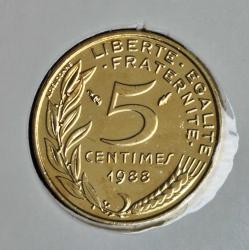 LIBERTE · EGALITE
· FRATERNITE ·
5
CENTIMES
1988